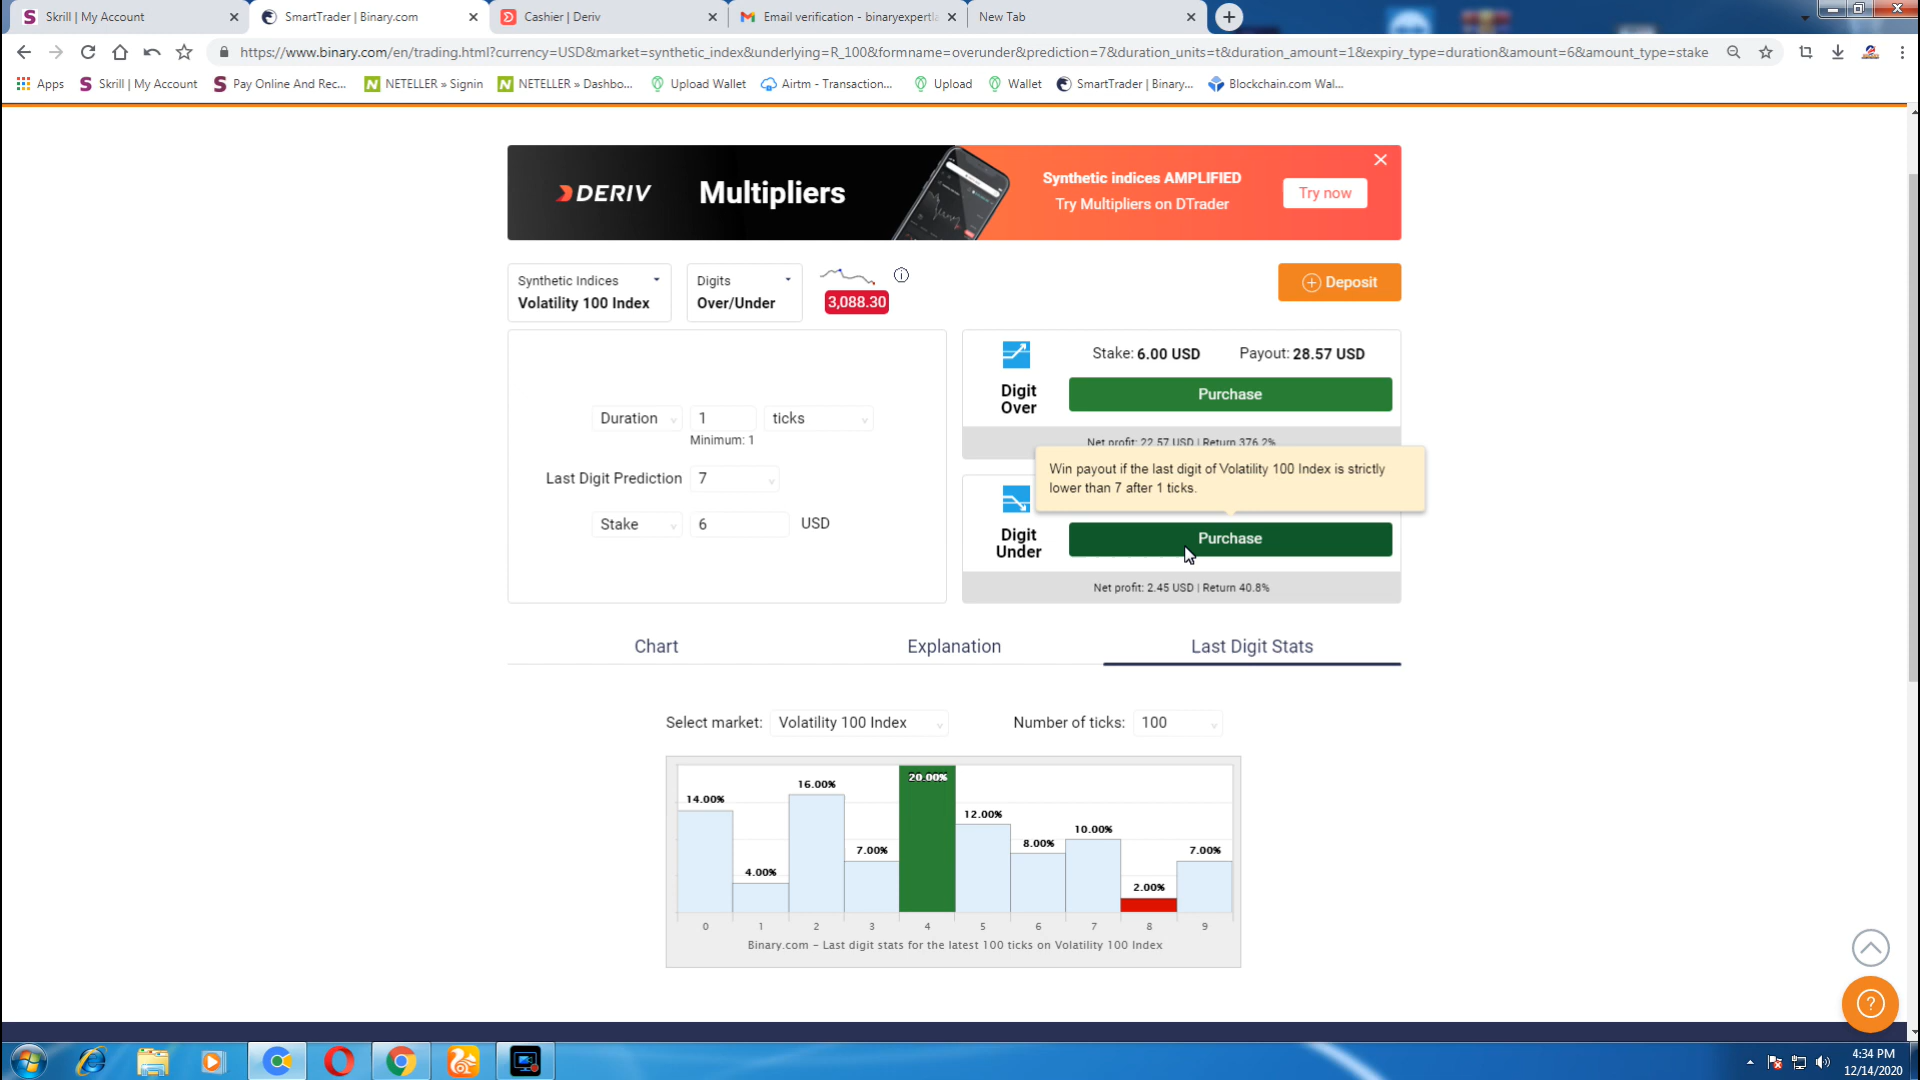 Skrill | My Account
SmartTrader | Binary.com
Cashier | Deriv
Email verification - binaryexpertla
New Tab
https://www.binary.com/en/trading.html?currency=USD&market=synthetic_index&underlying=R_100&formname=overunder&prediction=7&duration_units=t&duration_amount=1&expiry_type=duration&amount=6&amount_type=stake
Apps
Skrill | My Account
Pay Online And Rec...
NETELLER » Signin
NETELLER » Dashbo...
Upload Wallet
Airtm - Transaction...
Upload
Wallet
SmartTrader | Binary...
Blockchain.com Wal...
DERIV
Multipliers
Synthetic indices AMPLIFIED
Try Multipliers on DTrader
Try now
Synthetic Indices
Volatility 100 Index
Digits
Over/Under
3,088.30
Deposit
Duration 1 ticks
Minimum: 1
Last Digit Prediction 7
Stake 6 USD
Stake: 6.00 USD Payout: 28.57 USD
Digit
Over
Purchase
Net profit: 22.57 USD | Return 376.2%
Win payout if the last digit of Volatility 100 Index is strictly
lower than 7 after 1 ticks.
Digit
Under
Purchase
Net profit: 2.45 USD | Return 40.8%
Chart
Explanation
Last Digit Stats
Select market: Volatility 100 Index
Number of ticks: 100
14.00%
4.00%
16.00%
7.00%
20.00%
12.00%
8.00%
10.00%
2.00%
7.00%
0 1 2 3 4 5 6 7 8 9
Binary.com - Last digit stats for the latest 100 ticks on Volatility 100 Index
4:34 PM
12/14/2020